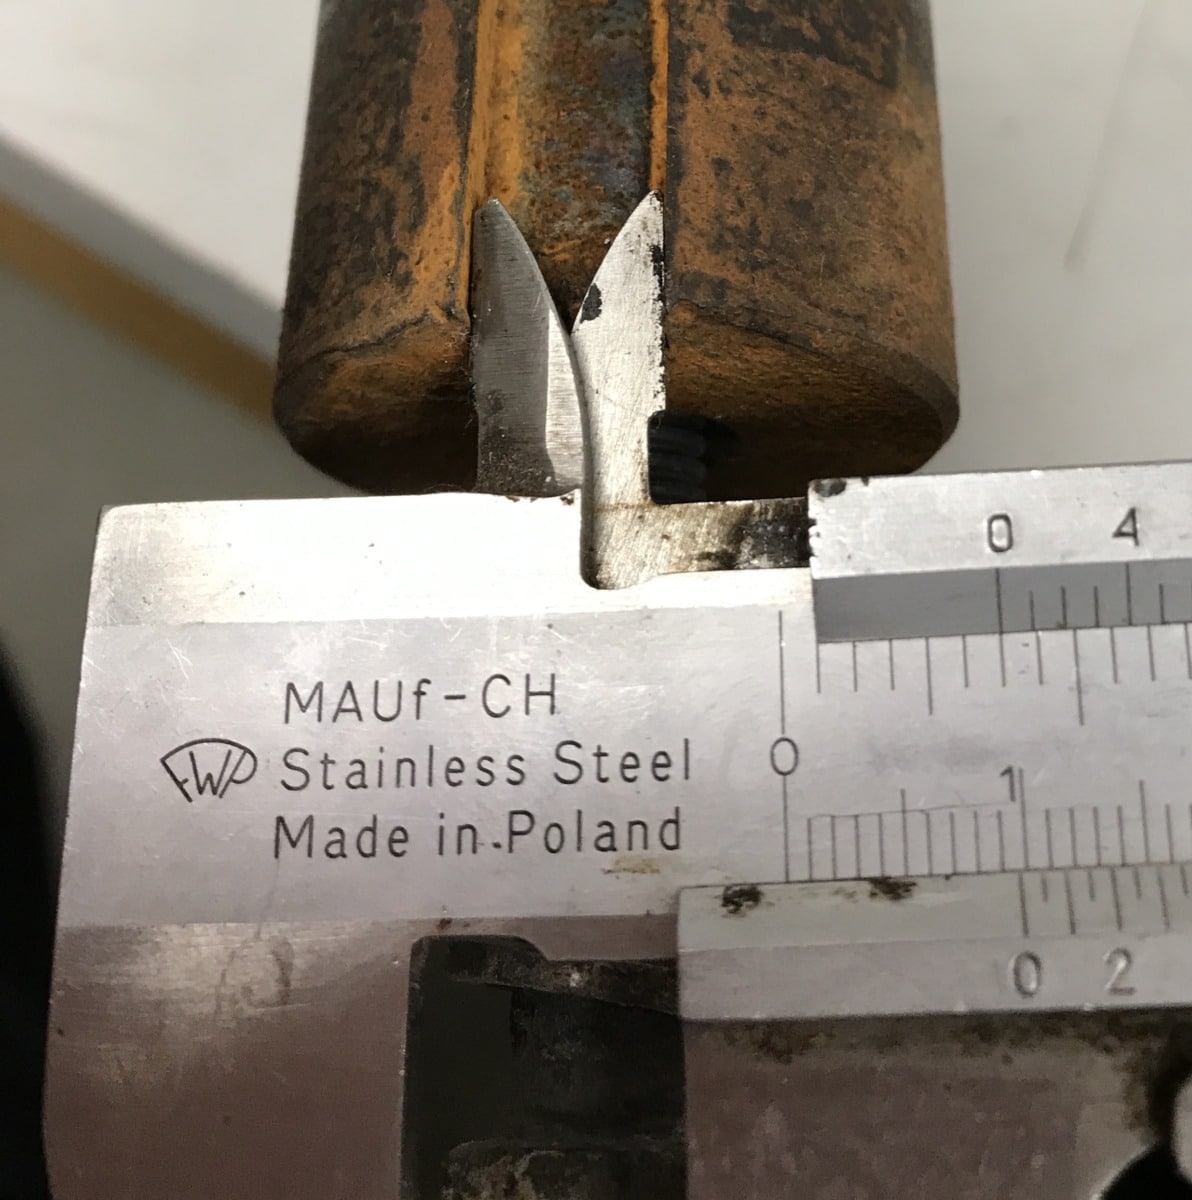 0 4
MAUf-CH
FWP Stainless Steel
Made in Poland
0
1
0 2